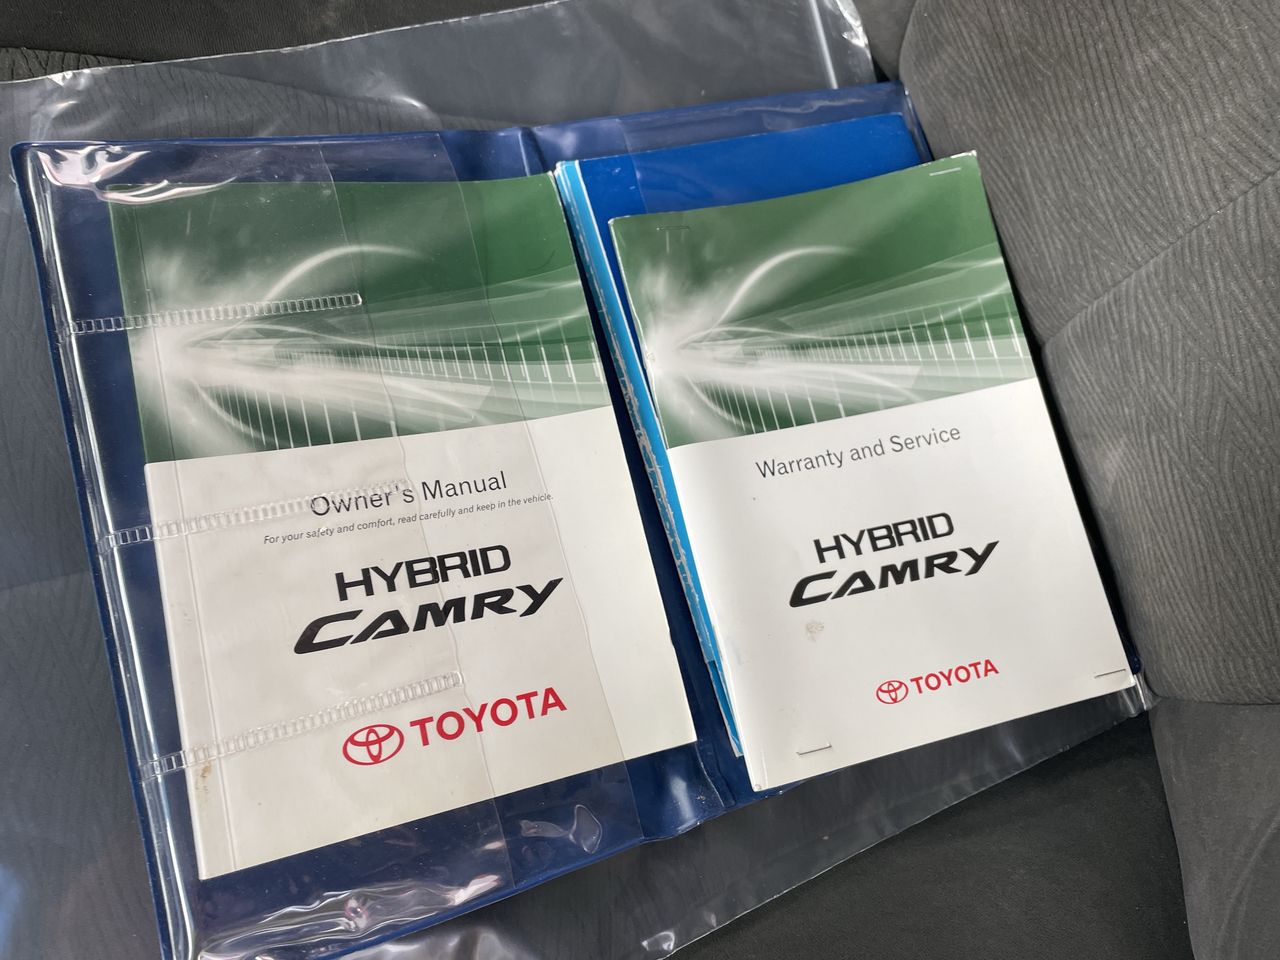 Owner's Manual
For your safety and comfort, read carefully and keep in the vehicle.
HYBRID
CAMRY
TOYOTA
Warranty and Service
HYBRID
CAMRY
TOYOTA